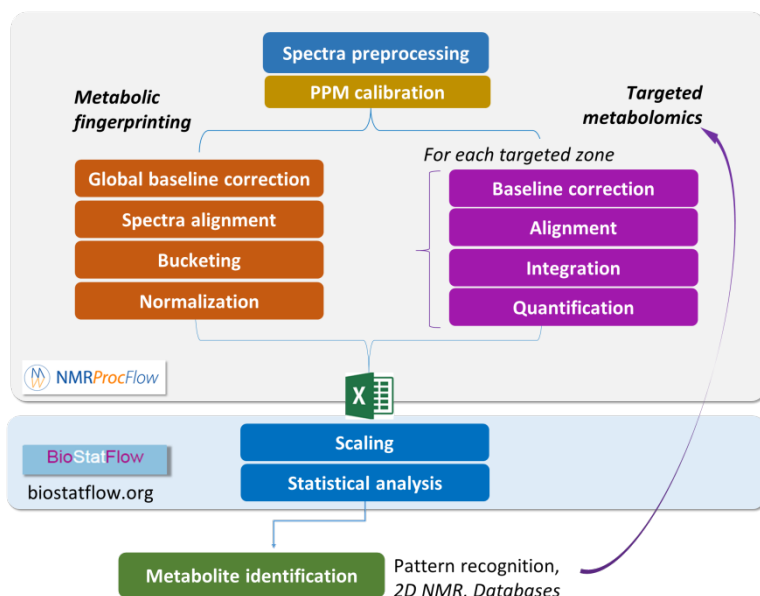 Spectra preprocessing
PPM calibration
Metabolic
fingerprinting
Targeted
metabolomics
For each targeted zone
Global baseline correction
Spectra alignment
Bucketing
Normalization
Baseline correction
Alignment
Integration
Quantification
NMRProcFlow
X
BioStatFlow
biostatflow.org
Scaling
Statistical analysis
Metabolite identification
Pattern recognition,
2D NMR, Databases